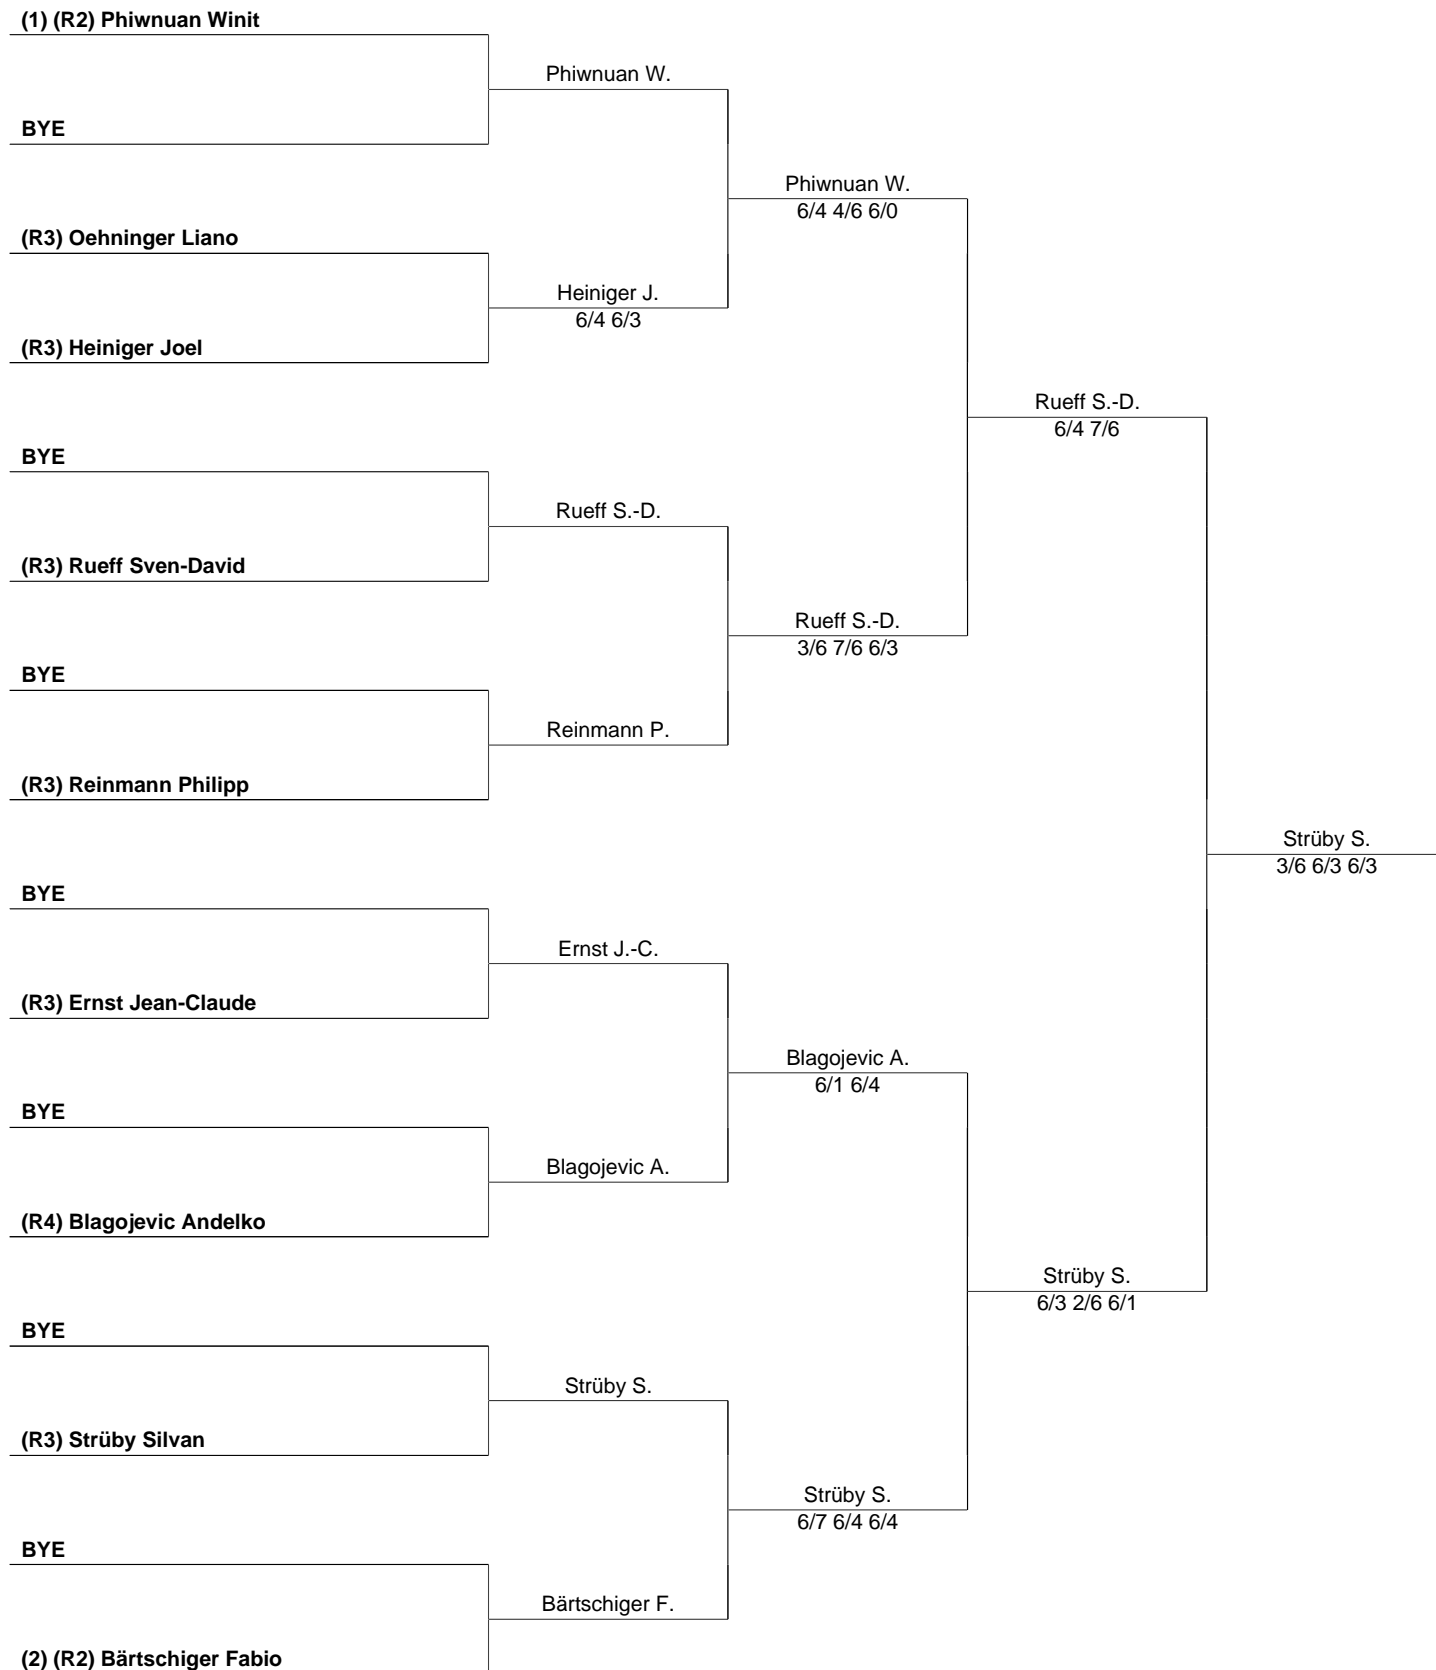 (1) (R2) Phiwnuan Winit
Phiwnuan W.
BYE
Phiwnuan W.
6/4 4/6 6/0
(R3) Oehninger Liano
Heiniger J.
6/4 6/3
(R3) Heiniger Joel
Rueff S.-D.
6/4 7/6
BYE
Rueff S.-D.
(R3) Rueff Sven-David
Rueff S.-D.
3/6 7/6 6/3
BYE
Reinmann P.
(R3) Reinmann Philipp
Strüby S.
3/6 6/3 6/3
BYE
Ernst J.-C.
(R3) Ernst Jean-Claude
Blagojevic A.
6/1 6/4
BYE
Blagojevic A.
(R4) Blagojevic Andelko
Strüby S.
6/3 2/6 6/1
BYE
Strüby S.
(R3) Strüby Silvan
Strüby S.
6/7 6/4 6/4
BYE
Bärtschiger F.
(2) (R2) Bärtschiger Fabio